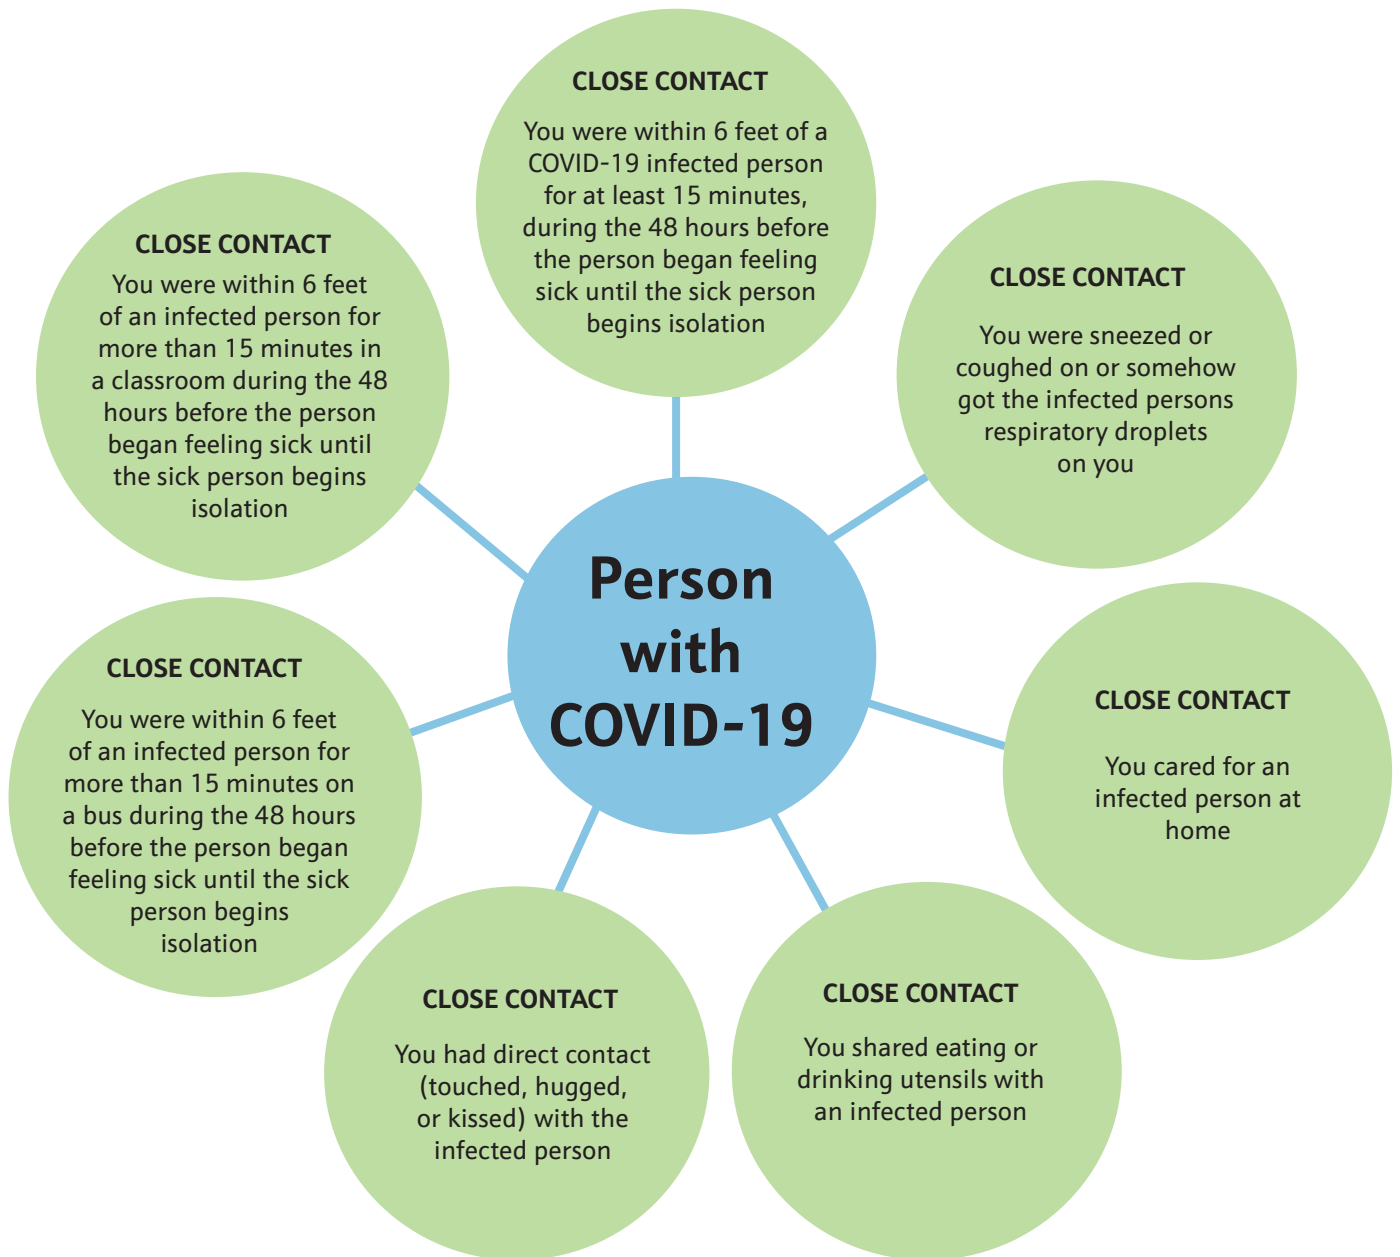 CLOSE CONTACT
You were within 6 feet of a
COVID-19 infected person
for at least 15 minutes,
during the 48 hours before
the person began feeling
sick until the sick person
begins isolation
CLOSE CONTACT
You were sneezed or
coughed on or somehow
got the infected persons
respiratory droplets
on you
CLOSE CONTACT
You cared for an
infected person at
home
CLOSE CONTACT
You shared eating or
drinking utensils with
an infected person
CLOSE CONTACT
You had direct contact
(touched, hugged,
or kissed) with the
infected person
CLOSE CONTACT
You were within 6 feet
of an infected person for
more than 15 minutes on
a bus during the 48 hours
before the person began
feeling sick until the sick
person begins
isolation
CLOSE CONTACT
You were within 6 feet
of an infected person for
more than 15 minutes in
a classroom during the 48
hours before the person
began feeling sick until
the sick person begins
isolation
Person
with
COVID-19